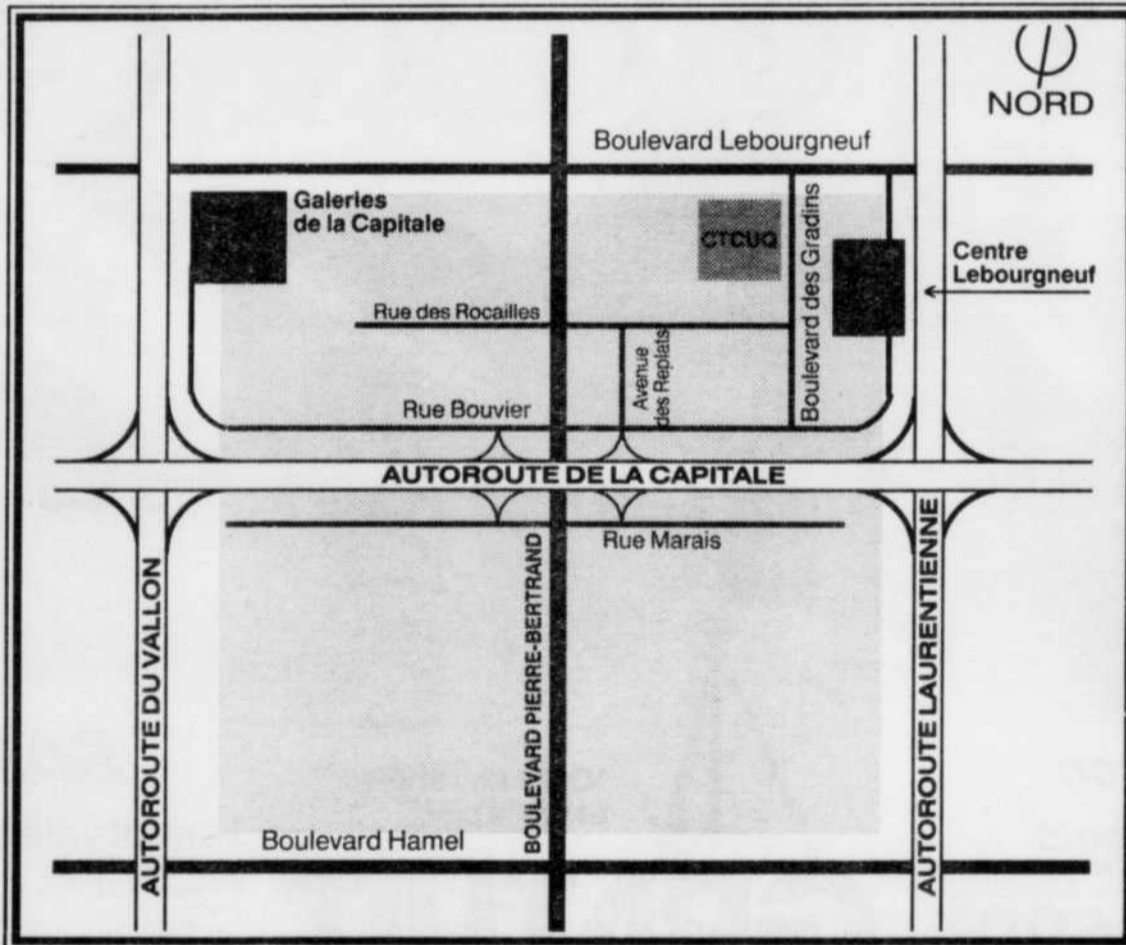 NORD
Boulevard Lebourgneuf
Galeries
de la Capitale
CTCUQ
Boulevard des Gradins
Centre
Lebourgneuf
Rue des Rocailles
Avenue
des Replats
Rue Bouvier
AUTOROUTE DE LA CAPITALE
Rue Marais
AUTOROUTE DU VALLON
BOULEVARD PIERRE-BERTRAND
AUTOROUTE LAURENTIENNE
Boulevard Hamel